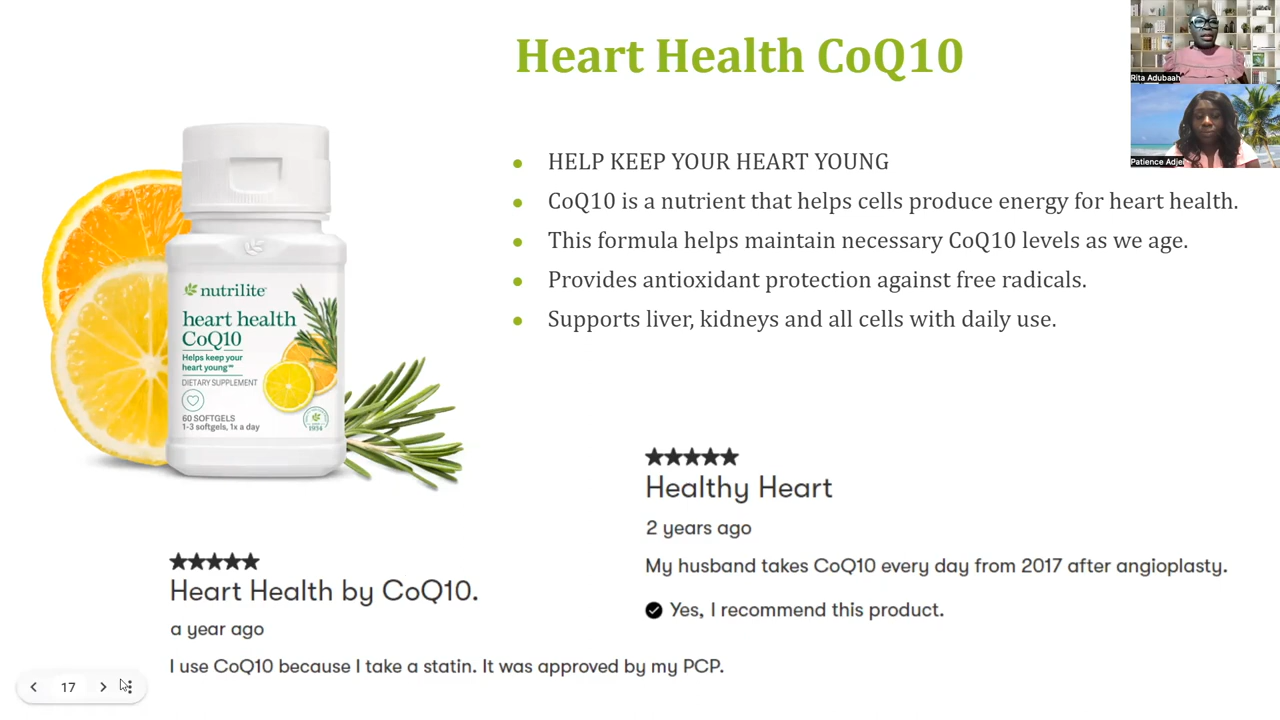 Heart Health CoQ10
Rita Adubaah
Patience Adjei
HELP KEEP YOUR HEART YOUNG
CoQ10 is a nutrient that helps cells produce energy for heart health.
This formula helps maintain necessary CoQ10 levels as we age.
Provides antioxidant protection against free radicals.
Supports liver, kidneys and all cells with daily use.
nutrilite
heart health
CoQ10
Helps keep your
heart young℠
DIETARY SUPPLEMENT
60 SOFTGELS
1-3 softgels, 1x a day
1934
★★★★★
Healthy Heart
2 years ago
My husband takes CoQ10 every day from 2017 after angioplasty.
Yes, I recommend this product.
★★★★★
Heart Health by CoQ10.
a year ago
I use CoQ10 because I take a statin. It was approved by my PCP.
17